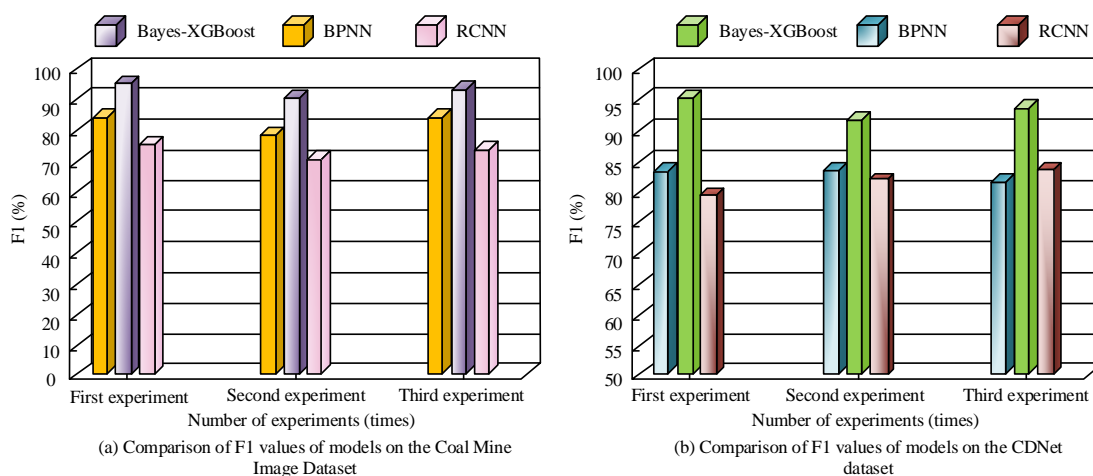 Bayes-XGBoost BPNN RCNN
100
90
80
70
60
50
40
30
20
10
0
F1 (%)
First experiment Second experiment Third experiment
Number of experiments (times)
(a) Comparison of F1 values of models on the Coal Mine
Image Dataset
Bayes-XGBoost BPNN RCNN
100
95
90
85
80
75
70
65
60
55
50
F1 (%)
First experiment Second experiment Third experiment
Number of experiments (times)
(b) Comparison of F1 values of models on the CDNet
dataset